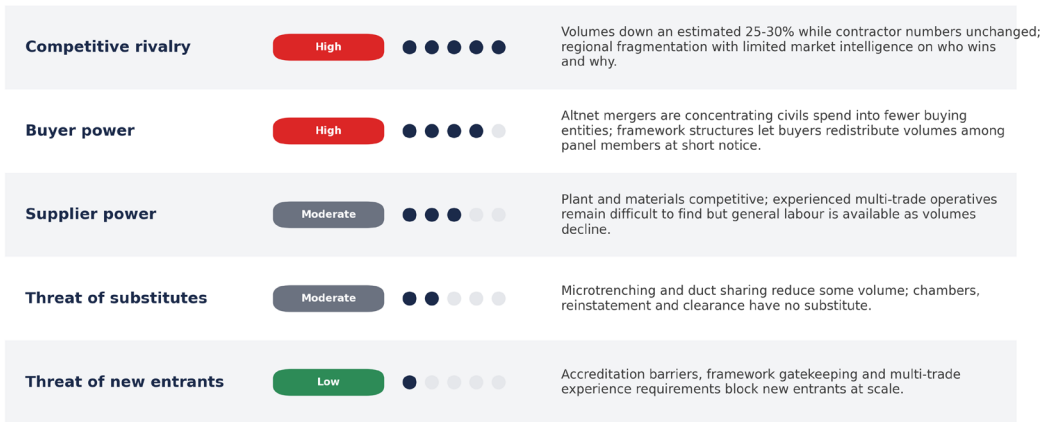 Competitive rivalry
High
Volumes down an estimated 25-30% while contractor numbers unchanged;
regional fragmentation with limited market intelligence on who wins
and why.
Buyer power
High
Altnet mergers are concentrating civils spend into fewer buying
entities; framework structures let buyers redistribute volumes among
panel members at short notice.
Supplier power
Moderate
Plant and materials competitive; experienced multi-trade operatives
remain difficult to find but general labour is available as volumes
decline.
Threat of substitutes
Moderate
Microtrenching and duct sharing reduce some volume; chambers,
reinstatement and clearance have no substitute.
Threat of new entrants
Low
Accreditation barriers, framework gatekeeping and multi-trade
experience requirements block new entrants at scale.